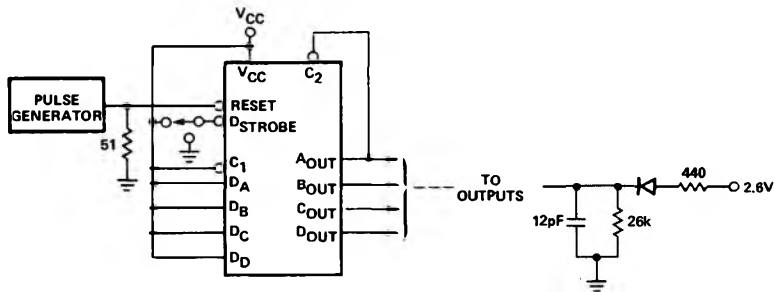 VCC
VCC
C2
PULSE
GENERATOR
RESET
DSTROBE
51
C1
AOUT
DA
BOUT
TO
OUTPUTS
440
2.6V
DB
COUT
12pF
26k
DC
DOUT
DD